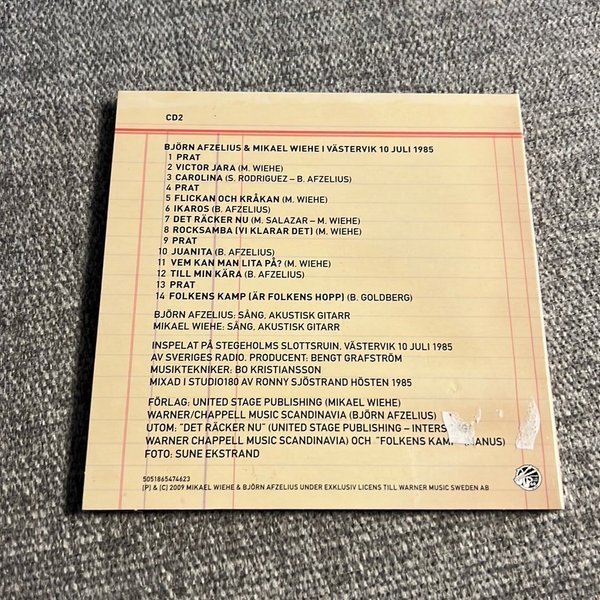 CD2
BJÖRN AFZELIUS & MIKAEL WIEHE I VÄSTERVIK 10 JULI 1985
1 PRAT
2 VICTOR JARA (M. WIEHE)
3 CAROLINA (S. RODRIGUEZ – B. AFZELIUS)
4 PRAT
5 FLICKAN OCH KRÅKAN (M. WIEHE)
6 IKAROS (B. AFZELIUS)
7 DET RÄCKER NU (M. SALAZAR – M. WIEHE)
8 ROCKSAMBA (VI KLARAR DET) (M. WIEHE)
9 PRAT
10 JUANITA (B. AFZELIUS)
11 VEM KAN MAN LITA PÅ? (M. WIEHE)
12 TILL MIN KÄRA (B. AFZELIUS)
13 PRAT
14 FOLKENS KAMP (ÄR FOLKENS HOPP) (B. GOLDBERG)
BJÖRN AFZELIUS: SÅNG, AKUSTISK GITARR
MIKAEL WIEHE: SÅNG, AKUSTISK GITARR
INSPELAT PÅ STEGEHOLMS SLOTTSRUIN, VÄSTERVIK 10 JULI 1985
AV SVERIGES RADIO. PRODUCENT: BENGT GRAFSTRÖM
MUSIKTEKNIKER: BO KRISTIANSSON
MIXAD I STUDIO180 AV RONNY SJÖSTRAND HÖSTEN 1985
FÖRLAG: UNITED STAGE PUBLISHING (MIKAEL WIEHE)
WARNER/CHAPPELL MUSIC SCANDINAVIA (BJÖRN AFZELIUS)
UTOM: "DET RÄCKER NU" (UNITED STAGE PUBLISHING –
WARNER CHAPPELL MUSIC SCANDINAVIA) OCH "FOLKENS KAMP"
FOTO: SUNE EKSTRAND
5051865474623
(P) & (C) 2009 MIKAEL WIEHE & BJÖRN AFZELIUS UNDER EXKLUSIV LICENS TILL WARNER MUSIC SWEDEN AB